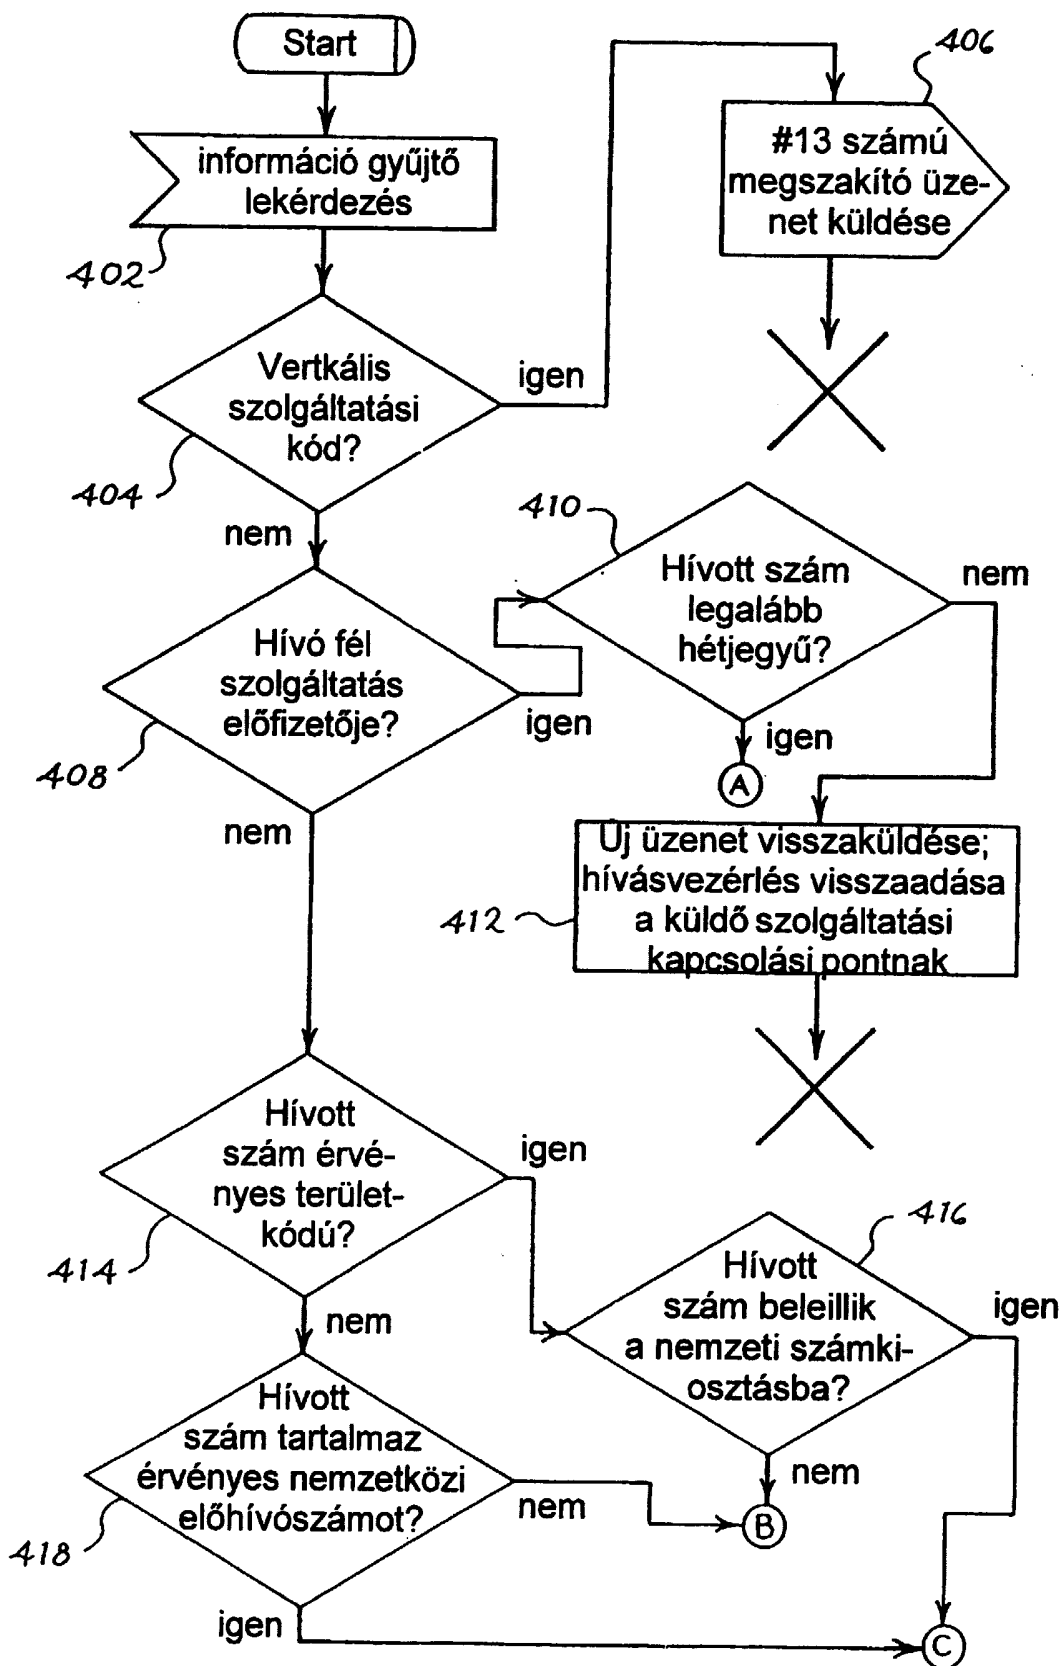 Start
406
#13 számú
megszakító üze-
net küldése
információ gyűjtő
lekérdezés
402
Vertkális
szolgáltatási
kód?
igen
404
nem
410
Hívott szám
legalább
hétjegyű?
nem
igen
A
Hívó fél
szolgáltatás
előfizetője?
igen
408
nem
Új üzenet visszaküldése;
hívásvezérlés visszaadása
a küldő szolgáltatási
kapcsolási pontnak
412
Hívott
szám érvé-
nyes terület-
kódú?
igen
414
nem
416
Hívott
szám beleillik
a nemzeti számki-
osztásba?
igen
nem
Hívott
szám tartalmaz
érvényes nemzetközi
előhívószámot?
nem
B
418
igen
C